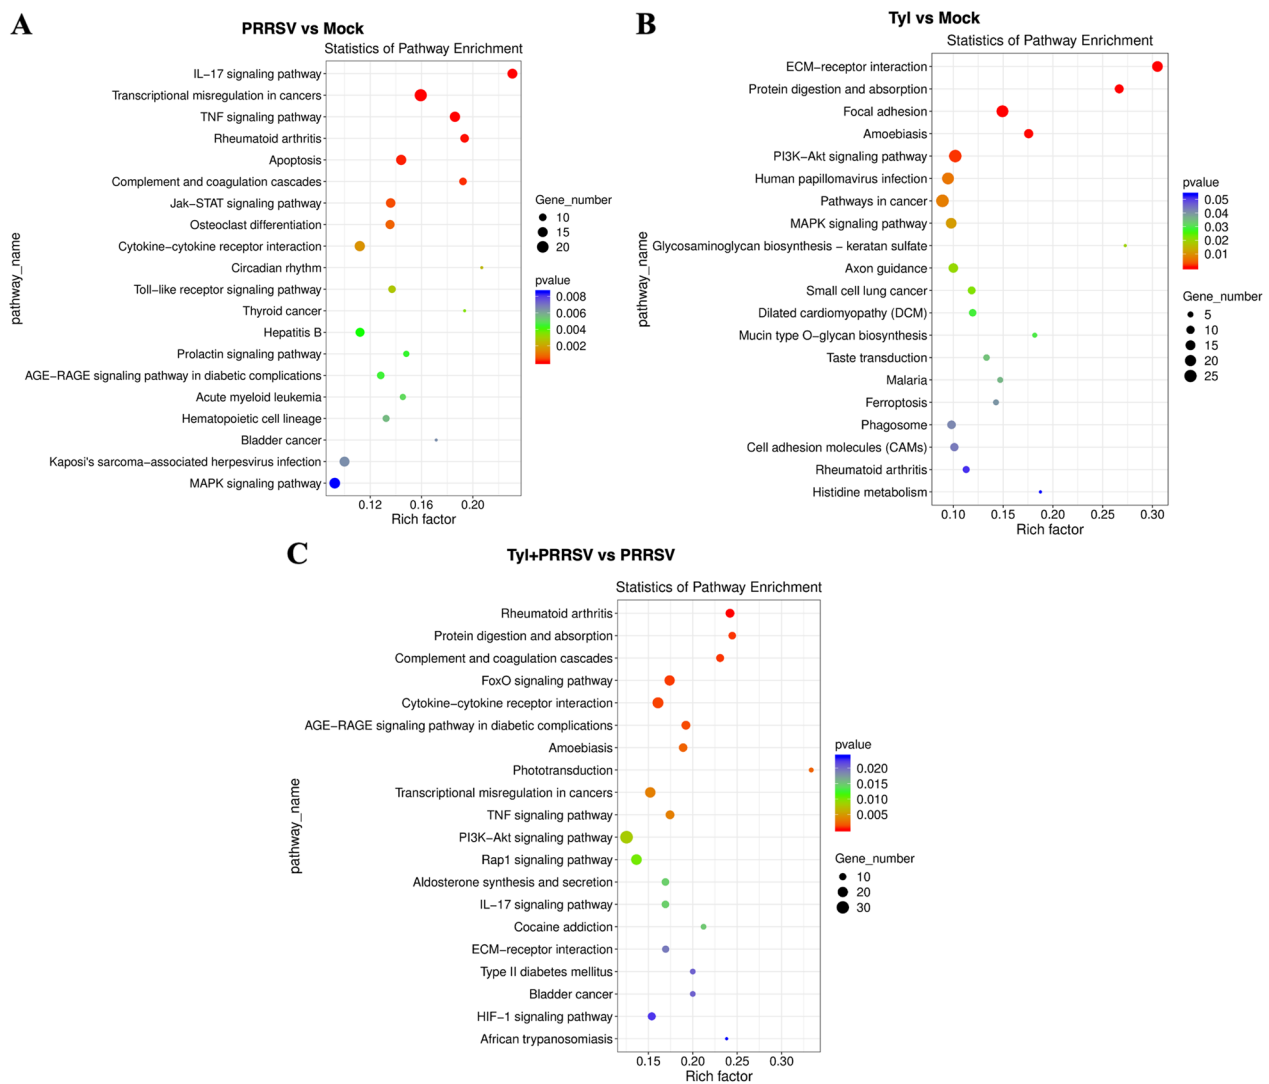 A
PRRSV vs Mock
Statistics of Pathway Enrichment
pathway_name
IL−17 signaling pathway
Transcriptional misregulation in cancers
TNF signaling pathway
Rheumatoid arthritis
Apoptosis
Complement and coagulation cascades
Jak−STAT signaling pathway
Osteoclast differentiation
Cytokine−cytokine receptor interaction
Circadian rhythm
Toll−like receptor signaling pathway
Thyroid cancer
Hepatitis B
Prolactin signaling pathway
AGE−RAGE signaling pathway in diabetic complications
Acute myeloid leukemia
Hematopoietic cell lineage
Bladder cancer
Kaposi's sarcoma−associated herpesvirus infection
MAPK signaling pathway
0.12 0.16 0.20
Rich factor
Gene_number
10
15
20
pvalue
0.008
0.006
0.004
0.002
B
Tyl vs Mock
Statistics of Pathway Enrichment
pathway_name
ECM−receptor interaction
Protein digestion and absorption
Focal adhesion
Amoebiasis
PI3K−Akt signaling pathway
Human papillomavirus infection
Pathways in cancer
MAPK signaling pathway
Glycosaminoglycan biosynthesis − keratan sulfate
Axon guidance
Small cell lung cancer
Dilated cardiomyopathy (DCM)
Mucin type O−glycan biosynthesis
Taste transduction
Malaria
Ferroptosis
Phagosome
Cell adhesion molecules (CAMs)
Rheumatoid arthritis
Histidine metabolism
0.10 0.15 0.20 0.25 0.30
Rich factor
pvalue
0.05
0.04
0.03
0.02
0.01
Gene_number
5
10
15
20
25
C
Tyl+PRRSV vs PRRSV
Statistics of Pathway Enrichment
pathway_name
Rheumatoid arthritis
Protein digestion and absorption
Complement and coagulation cascades
FoxO signaling pathway
Cytokine−cytokine receptor interaction
AGE−RAGE signaling pathway in diabetic complications
Amoebiasis
Phototransduction
Transcriptional misregulation in cancers
TNF signaling pathway
PI3K−Akt signaling pathway
Rap1 signaling pathway
Aldosterone synthesis and secretion
IL−17 signaling pathway
Cocaine addiction
ECM−receptor interaction
Type II diabetes mellitus
Bladder cancer
HIF−1 signaling pathway
African trypanosomiasis
0.15 0.20 0.25 0.30
Rich factor
pvalue
0.020
0.015
0.010
0.005
Gene_number
10
20
30